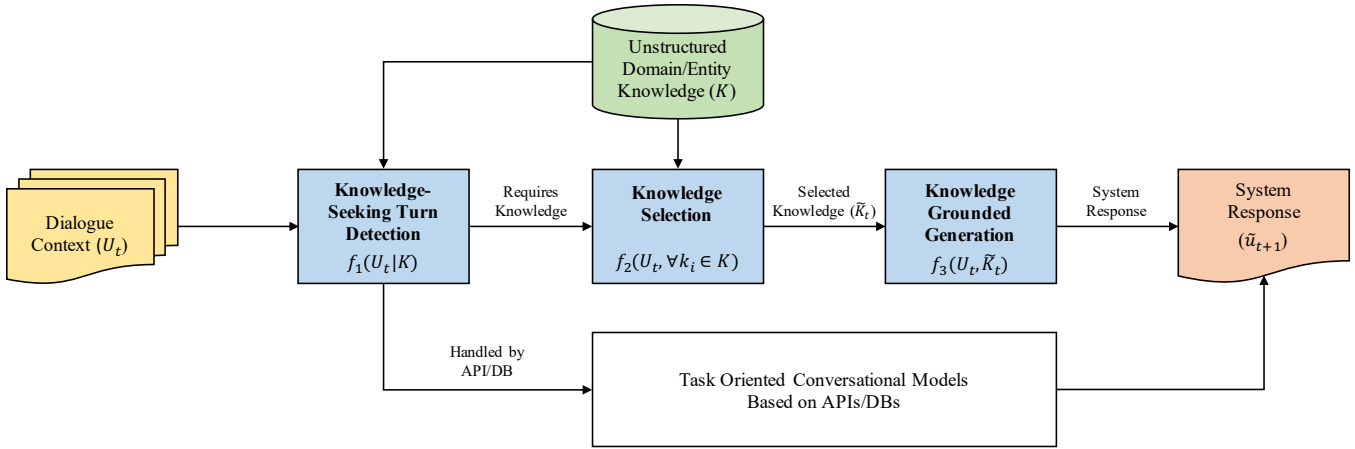 Unstructured
Domain/Entity
Knowledge (K)
Dialogue
Context (U_t)
Knowledge-
Seeking Turn
Detection
f_1(U_t|K)
Requires
Knowledge
Knowledge
Selection
f_2(U_t, ∀k_i ∈ K)
Selected
Knowledge (K̃_t)
Knowledge
Grounded
Generation
f_3(U_t, K̃_t)
System
Response
System
Response
(ũ_{t+1})
Handled by
API/DB
Task Oriented Conversational Models
Based on APIs/DBs